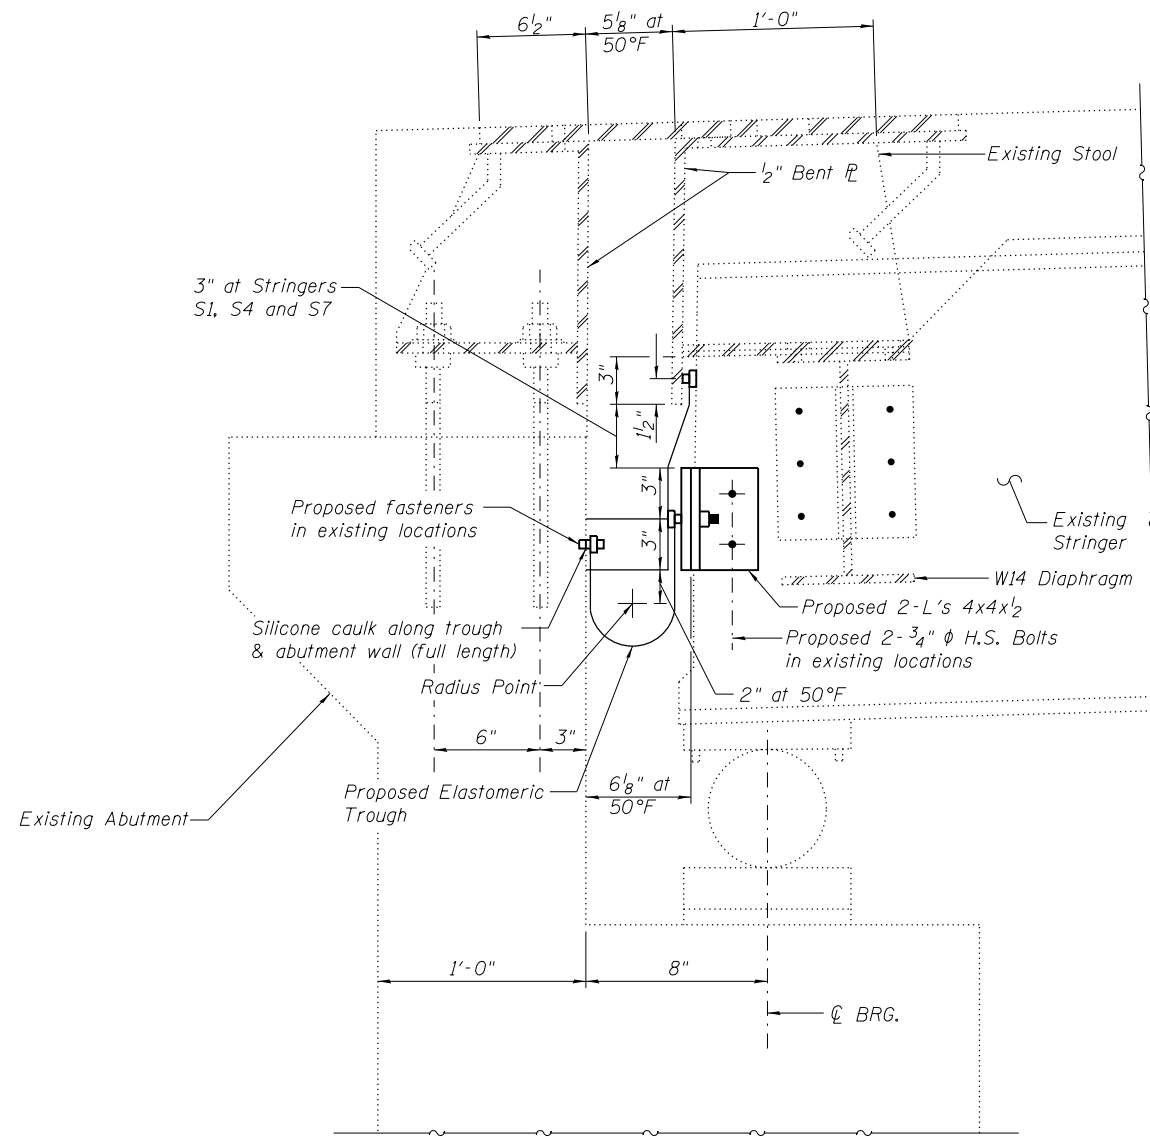 6½"
5⅛" at
50°F
1'-0"
Existing Stool
½" Bent ℄
3" at Stringers
S1, S4 and S7
3"
1½"
3"
3"
Proposed fasteners
in existing locations
Existing
Stringer
W14 Diaphragm
Proposed 2-L's 4x4x½
Silicone caulk along trough
& abutment wall (full length)
Proposed 2-¾" ϕ H.S. Bolts
in existing locations
Radius Point
2" at 50°F
6"
3"
6⅛" at
50°F
Proposed Elastomeric
Trough
Existing Abutment
1'-0"
8"
℄ BRG.